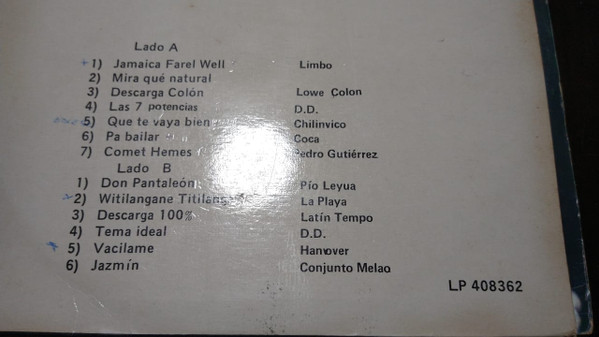 Lado A
1) Jamaica Farel Well Limbo
2) Mira qué natural
3) Descarga Colón Lowe Colon
4) Las 7 potencias D.D.
5) Que te vaya bien Chilinvico
6) Pa bailar Coca
7) Comet Hemes Pedro Gutiérrez
Lado B
1) Don Pantaleón Pío Leyua
2) Witilangane La Playa
3) Descarga 100% Latín Tempo
4) Tema ideal D.D.
5) Vacilame Hanvover
6) Jazmín Conjunto Melao
LP 408362